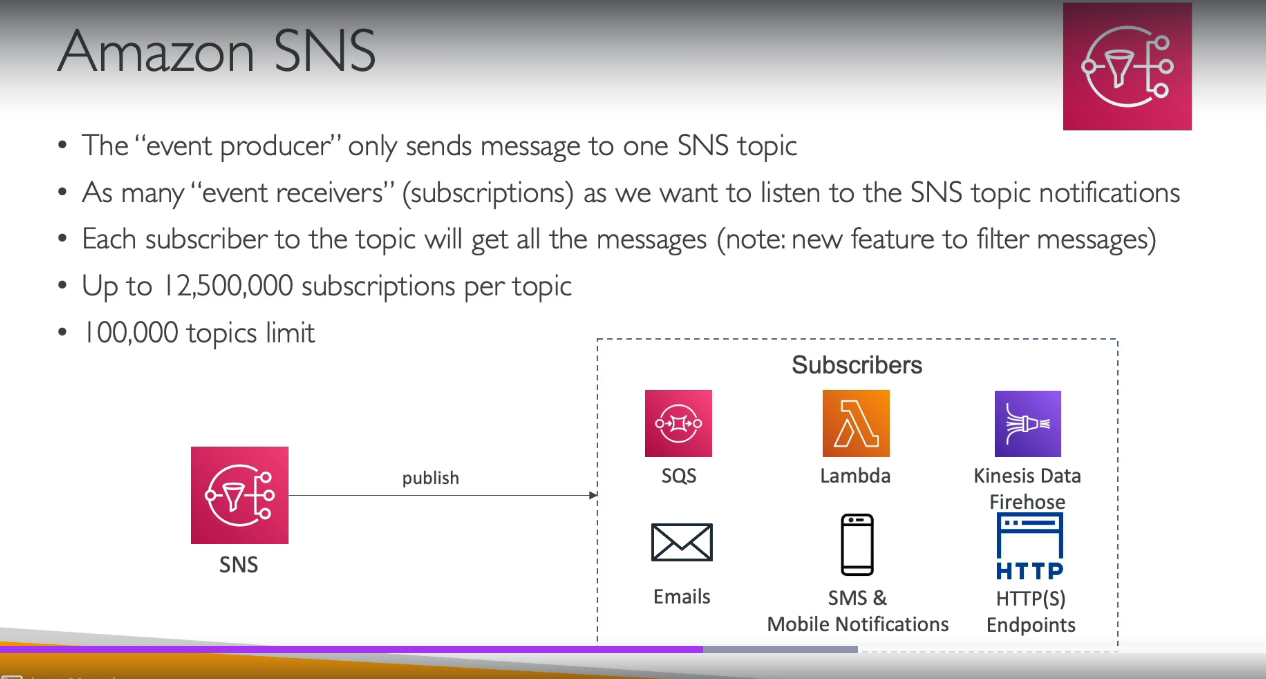 Amazon SNS
• The “event producer” only sends message to one SNS topic
• As many “event receivers” (subscriptions) as we want to listen to the SNS topic notifications
• Each subscriber to the topic will get all the messages (note: new feature to filter messages)
• Up to 12,500,000 subscriptions per topic
• 100,000 topics limit
Subscribers
publish
SNS
SQS
Lambda
Kinesis Data
Firehose
Emails
SMS &
Mobile Notifications
HTTP
HTTP(S)
Endpoints